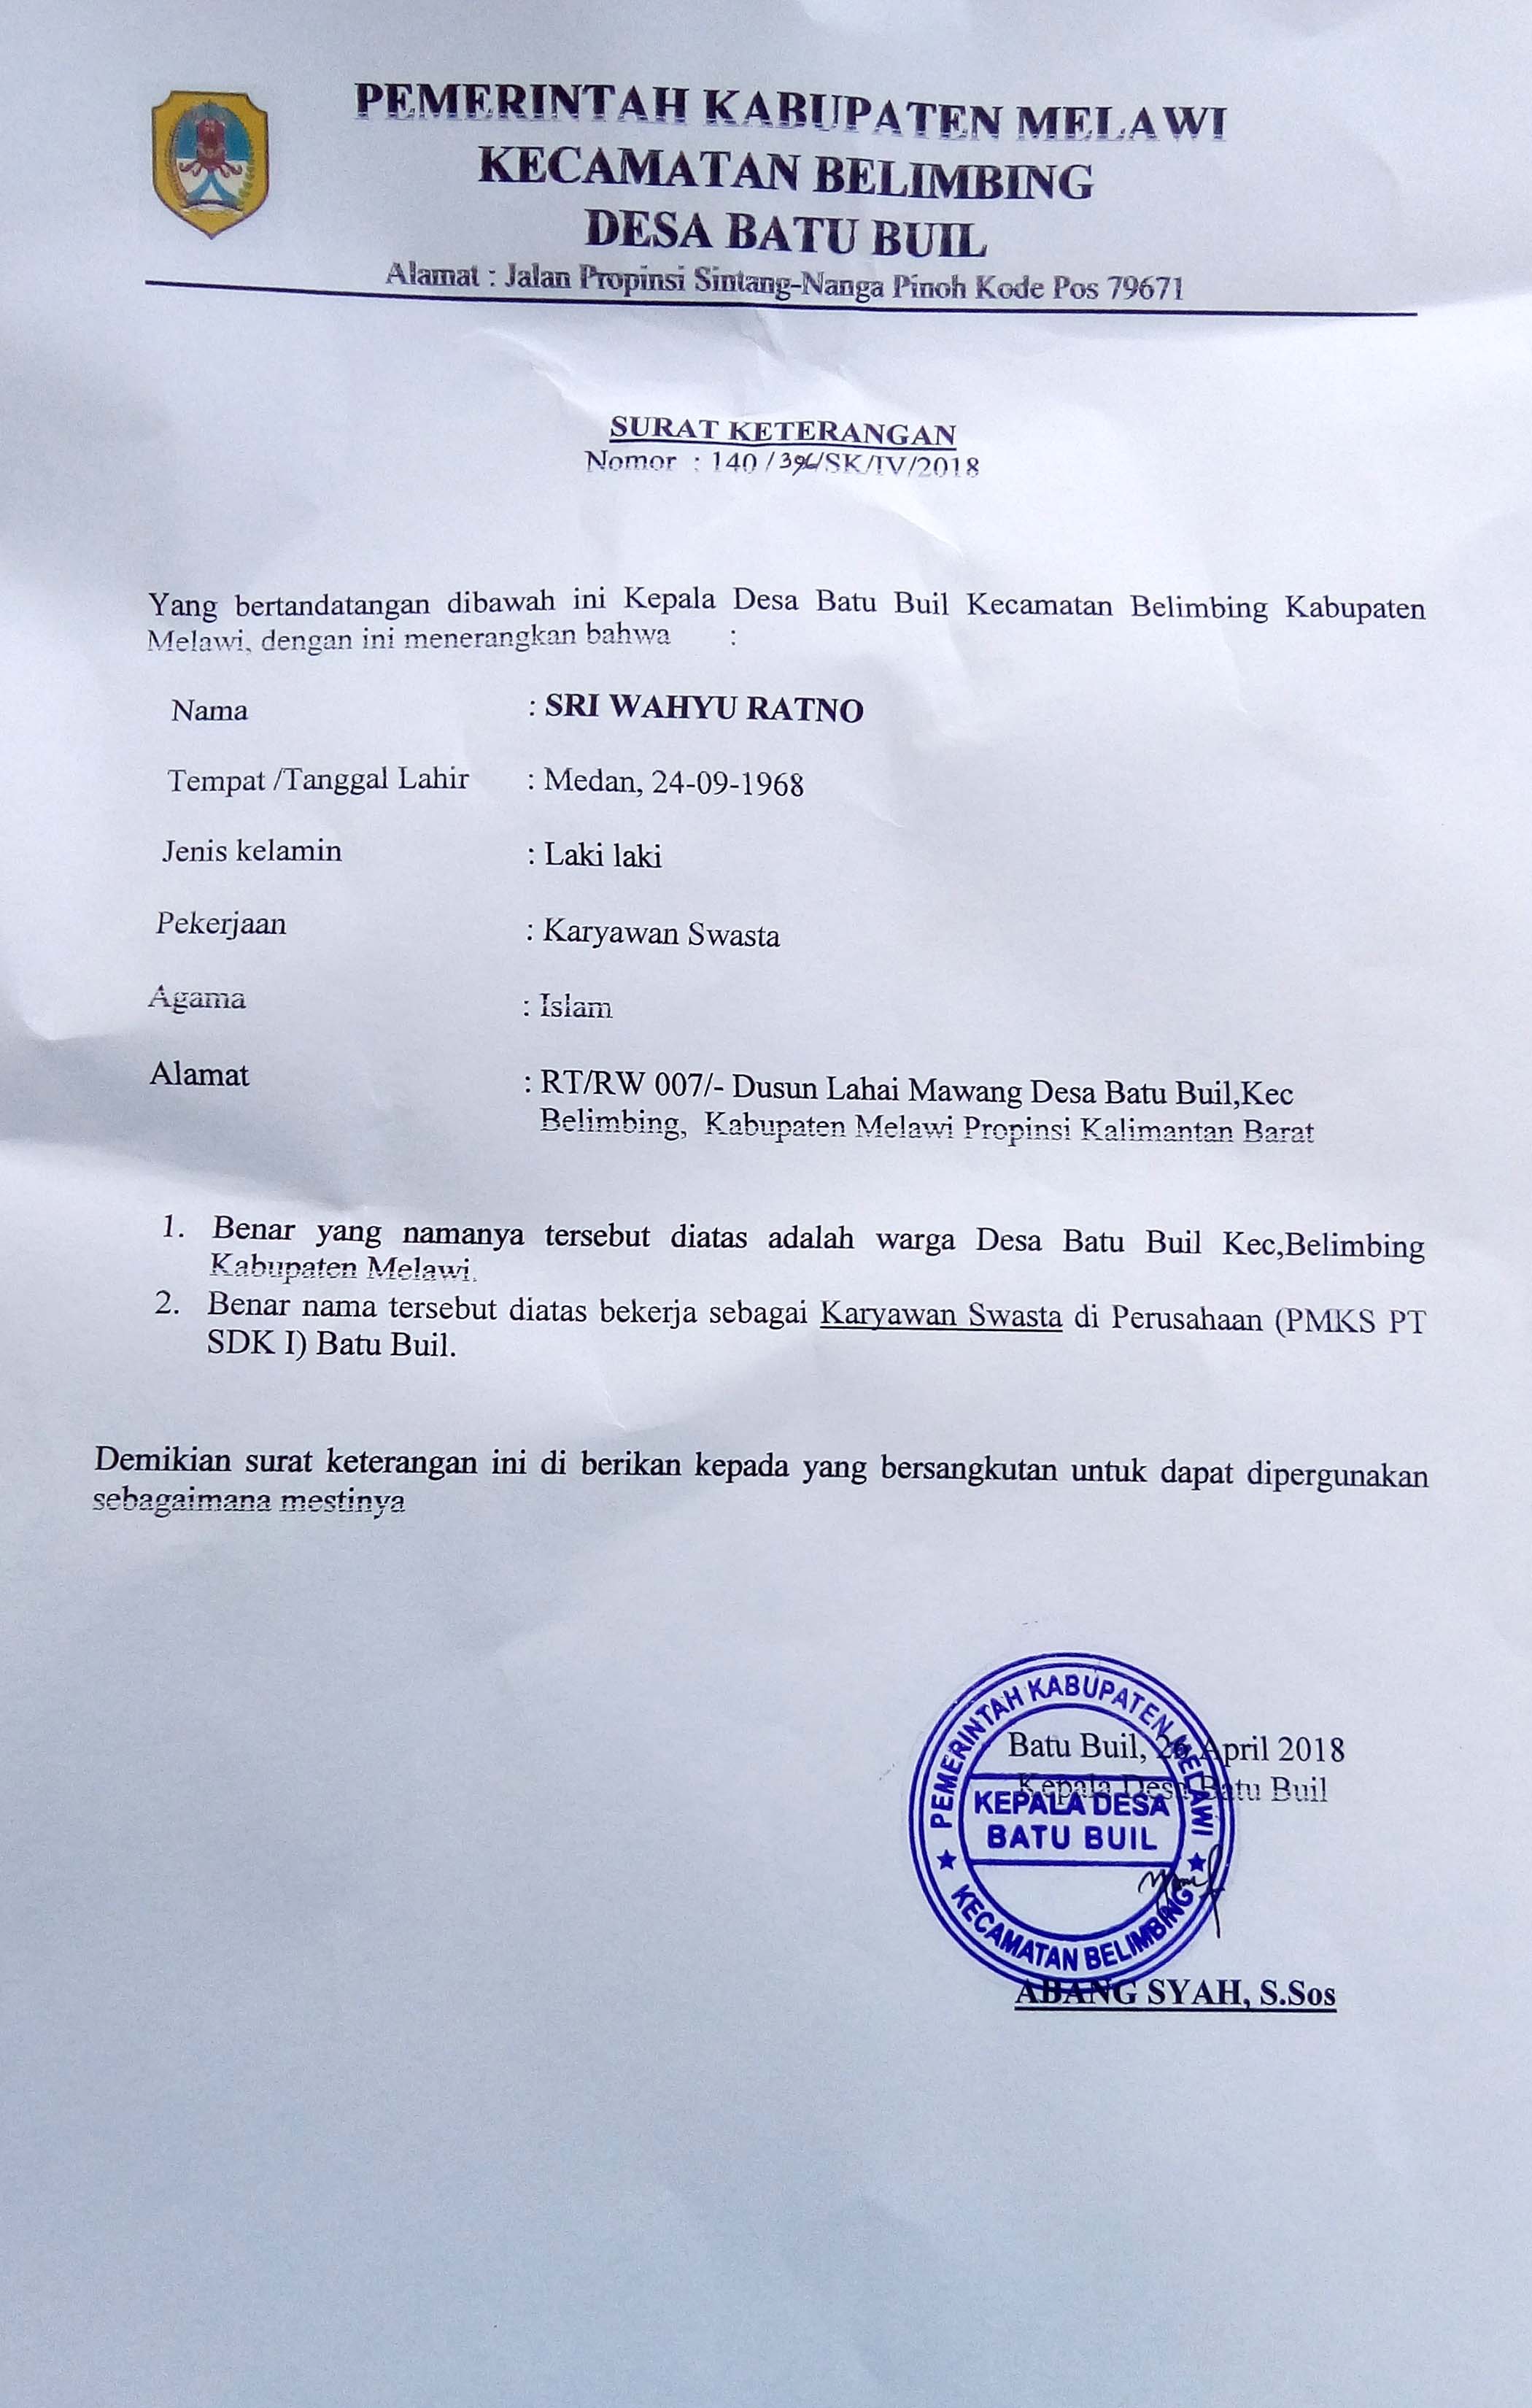 PEMERINTAH KABUPATEN MELAWI
KECAMATAN BELIMBING
DESA BATU BUIL
Alamat : Jalan Propinsi Sintang-Nanga Pinoh Kode Pos 79671
SURAT KETERANGAN
Nomor : 140 /396/SK/IV/2018
Yang bertandatangan dibawah ini Kepala Desa Batu Buil Kecamatan Belimbing Kabupaten
Melawi, dengan ini menerangkan bahwa :
Nama : SRI WAHYU RATNO
Tempat /Tanggal Lahir : Medan, 24-09-1968
Jenis kelamin : Laki laki
Pekerjaan : Karyawan Swasta
Agama : Islam
Alamat : RT/RW 007/- Dusun Lahai Mawang Desa Batu Buil,Kec
Belimbing, Kabupaten Melawi Propinsi Kalimantan Barat
1. Benar yang namanya tersebut diatas adalah warga Desa Batu Buil Kec,Belimbing
Kabupaten Melawi.
2. Benar nama tersebut diatas bekerja sebagai Karyawan Swasta di Perusahaan (PMKS PT
SDK I) Batu Buil.
Demikian surat keterangan ini di berikan kepada yang bersangkutan untuk dapat dipergunakan
sebagaimana mestinya
Batu Buil, April 2018
Kepala Desa Batu Buil
PEMERINTAH KABUPATEN MELAWI
KEPALA DESA
BATU BUIL
KECAMATAN BELIMBING
ABANG SYAH, S.Sos